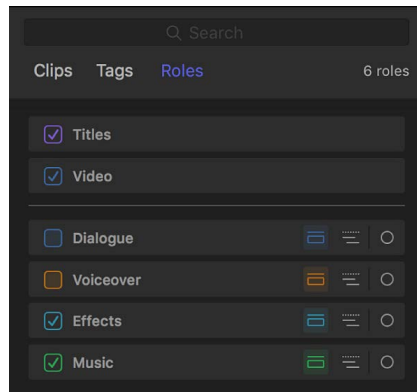 Search
Clips Tags Roles 6 roles
Titles
Video
Dialogue
Voiceover
Effects
Music